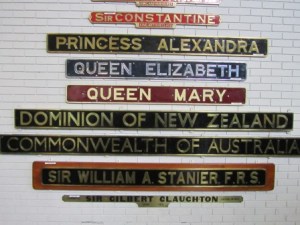 SIR CONSTANTINE
PRINCESS ALEXANDRA
QUEEN ELIZABETH
QUEEN MARY
DOMINION OF NEW ZEALAND
COMMONWEALTH OF AUSTRALIA
SIR WILLIAM A. STANIER, F.R.S.
SIR GILBERT CLAUGHTON